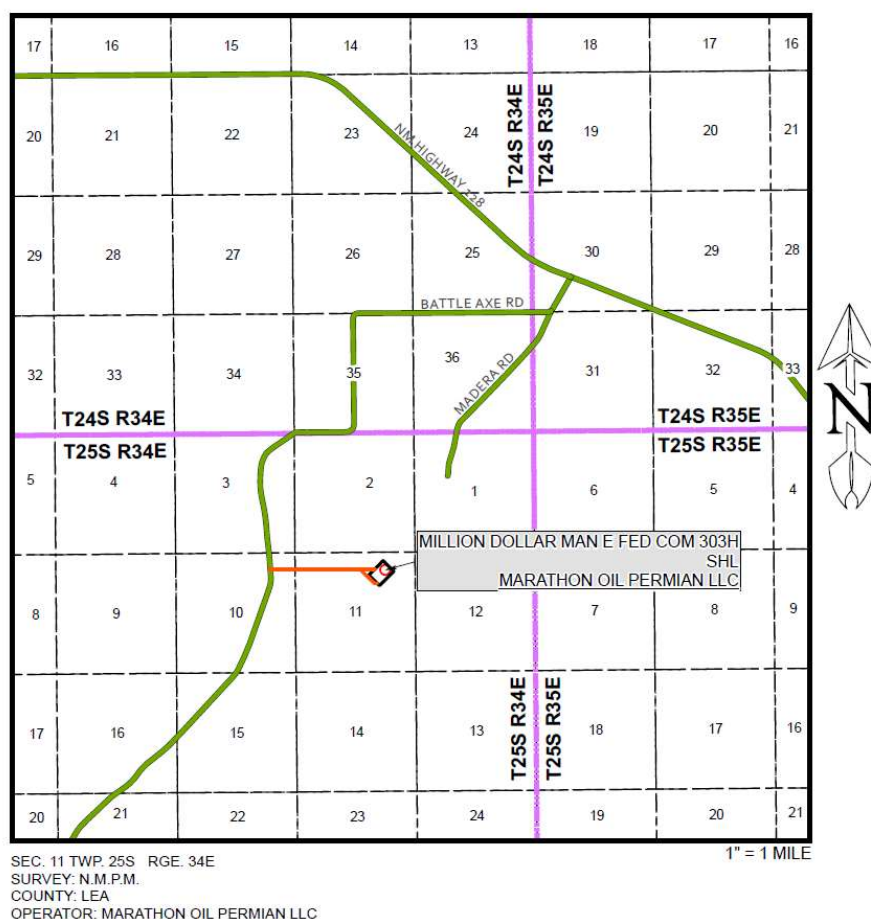 17 16 15 14 13 18 17 16
T24S R34E
T24S R35E
20 21 22 23 24 19 20 21
NM HIGHWAY 128
29 28 27 26 25 30 29 28
BATTLE AXE RD
32 33 34 35 36 31 32 33
MADERA RD
T24S R34E
T24S R35E
T25S R34E
T25S R35E
N
5 4 3 2 1 6 5 4
MILLION DOLLAR MAN E FED COM 303H
SHL
MARATHON OIL PERMIAN LLC
8 9 10 11 12 7 8 9
T25S R34E
T25S R35E
17 16 15 14 13 18 17 16
20 21 22 23 24 19 20 21
1" = 1 MILE
SEC. 11 TWP. 25S RGE. 34E
SURVEY: N.M.P.M.
COUNTY: LEA
OPERATOR: MARATHON OIL PERMIAN LLC